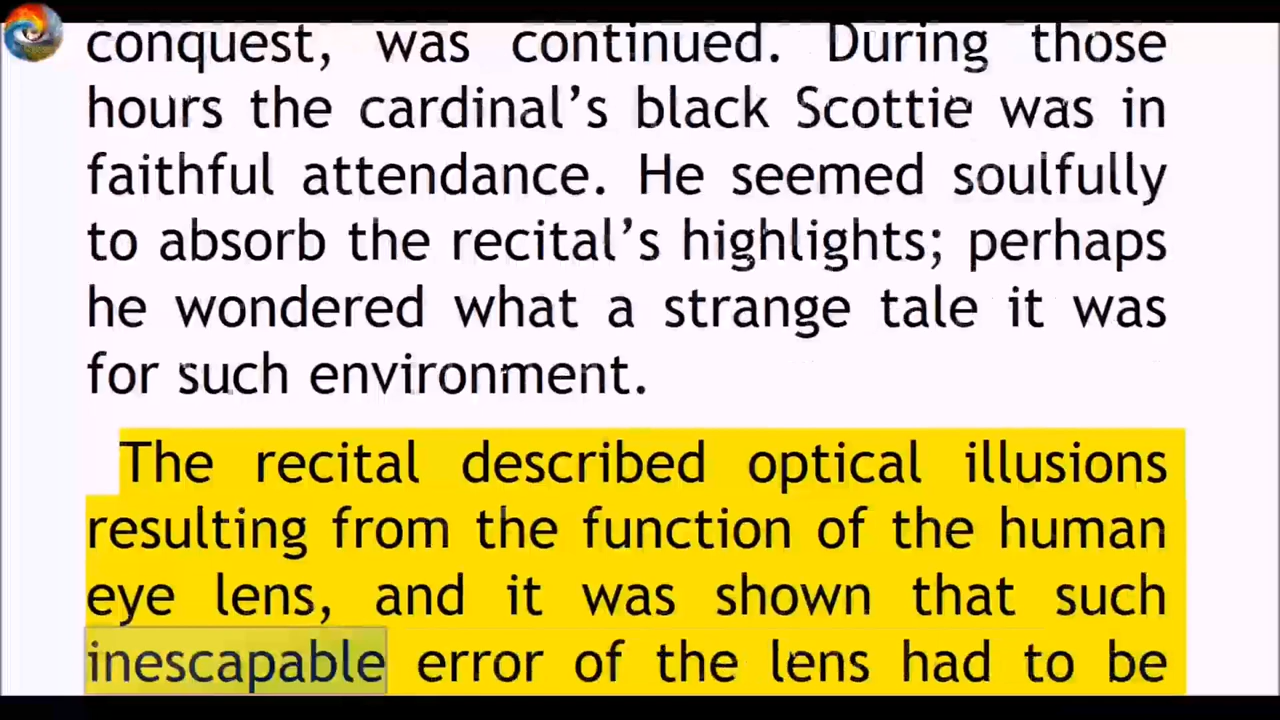 conquest, was continued. During those
hours the cardinal’s black Scottie was in
faithful attendance. He seemed soulfully
to absorb the recital’s highlights; perhaps
he wondered what a strange tale it was
for such environment.
The recital described optical illusions
resulting from the function of the human
eye lens, and it was shown that such
inescapable error of the lens had to be